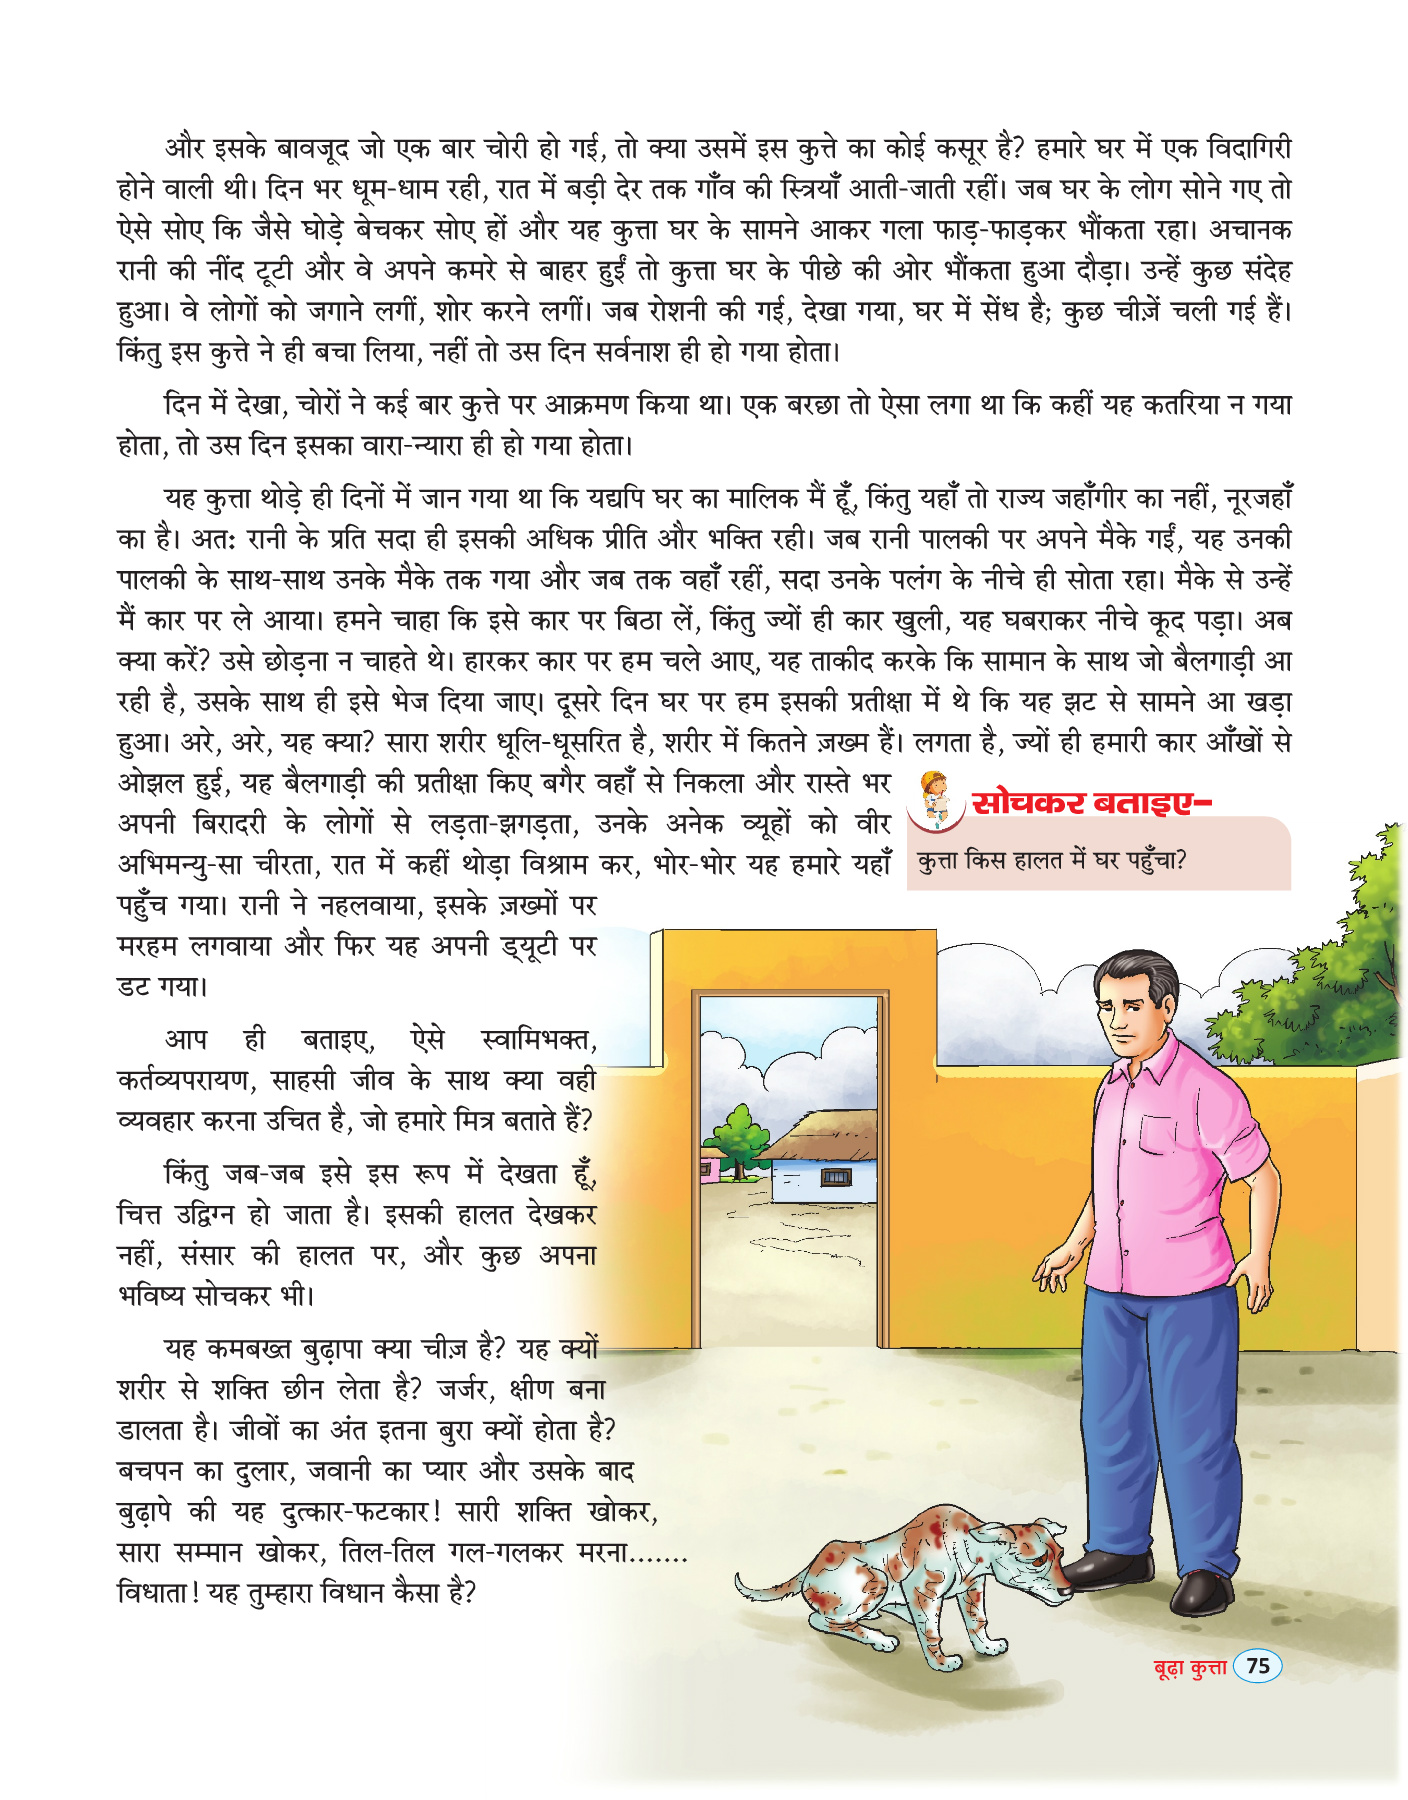 और इसके बावजूद जो एक बार चोरी हो गई, तो क्या उसमें इस कुत्ते का कोई कसूर है? हमारे घर में एक विदागिरी
होने वाली थी। दिन भर धूम-धाम रही, रात में बड़ी देर तक गाँव की स्त्रियाँ आती-जाती रहीं। जब घर के लोग सोने गए तो
ऐसे सोए कि जैसे घोड़े बेचकर सोए हों और यह कुत्ता घर के सामने आकर गला फाड़-फाड़कर भौंकता रहा। अचानक
रानी की नींद टूटी और वे अपने कमरे से बाहर हुईं तो कुत्ता घर के पीछे की ओर भौंकता हुआ दौड़ा। उन्हें कुछ संदेह
हुआ। वे लोगों को जगाने लगीं, शोर करने लगीं। जब रोशनी की गई, देखा गया, घर में सेंध है; कुछ चीज़ें चली गई हैं।
किंतु इस कुत्ते ने ही बचा लिया, नहीं तो उस दिन सर्वनाश ही हो गया होता।
दिन में देखा, चोरों ने कई बार कुत्ते पर आक्रमण किया था। एक बरछा तो ऐसा लगा था कि कहीं यह कतरिया न गया
होता, तो उस दिन इसका वारा-न्यारा ही हो गया होता।
यह कुत्ता थोड़े ही दिनों में जान गया था कि यद्यपि घर का मालिक मैं हूँ, किंतु यहाँ तो राज्य जहाँगीर का नहीं, नूरजहाँ
का है। अतः रानी के प्रति सदा ही इसकी अधिक प्रीति और भक्ति रही। जब रानी पालकी पर अपने मैके गईं, यह उनकी
पालकी के साथ-साथ उनके मैके तक गया और जब तक वहाँ रहीं, सदा उनके पलंग के नीचे ही सोता रहा। मैके से उन्हें
मैं कार पर ले आया। हमने चाहा कि इसे कार पर बिठा लें, किंतु ज्यों ही कार खुली, यह घबराकर नीचे कूद पड़ा। अब
क्या करें? उसे छोड़ना न चाहते थे। हारकर कार पर हम चले आए, यह ताकीद करके कि सामान के साथ जो बैलगाड़ी आ
रही है, उसके साथ ही इसे भेज दिया जाए। दूसरे दिन घर पर हम इसकी प्रतीक्षा में थे कि यह झट से सामने आ खड़ा
हुआ। अरे, अरे, यह क्या? सारा शरीर धूलि-धूसरित है, शरीर में कितने ज़ख्म हैं। लगता है, ज्यों ही हमारी कार आँखों से
ओझल हुई, यह बैलगाड़ी की प्रतीक्षा किए बगैर वहाँ से निकला और रास्ते भर
अपनी बिरादरी के लोगों से लड़ता-झगड़ता, उनके अनेक व्यूहों को वीर
अभिमन्यु-सा चीरता, रात में कहीं थोड़ा विश्राम कर, भोर-भोर यह हमारे यहाँ
पहुँच गया। रानी ने नहलवाया, इसके ज़ख्मों पर
मरहम लगवाया और फिर यह अपनी ड्यूटी पर
डट गया।
सोचकर बताइए–
कुत्ता किस हालत में घर पहुँचा?
आप ही बताइए, ऐसे स्वामिभक्त,
कर्तव्यपरायण, साहसी जीव के साथ क्या वही
व्यवहार करना उचित है, जो हमारे मित्र बताते हैं?
किंतु जब-जब इसे इस रूप में देखता हूँ,
चित्त उद्विग्न हो जाता है। इसकी हालत देखकर
नहीं, संसार की हालत पर, और कुछ अपना
भविष्य सोचकर भी।
यह कमबख्त बुढ़ापा क्या चीज़ है? यह क्यों
शरीर से शक्ति छीन लेता है? जर्जर, क्षीण बना
डालता है। जीवों का अंत इतना बुरा क्यों होता है?
बचपन का दुलार, जवानी का प्यार और उसके बाद
बुढ़ापे की यह दुत्कार-फटकार! सारी शक्ति खोकर,
सारा सम्मान खोकर, तिल-तिल गल-गलकर मरना.......
विधाता! यह तुम्हारा विधान कैसा है?
बूढ़ा कुत्ता 75